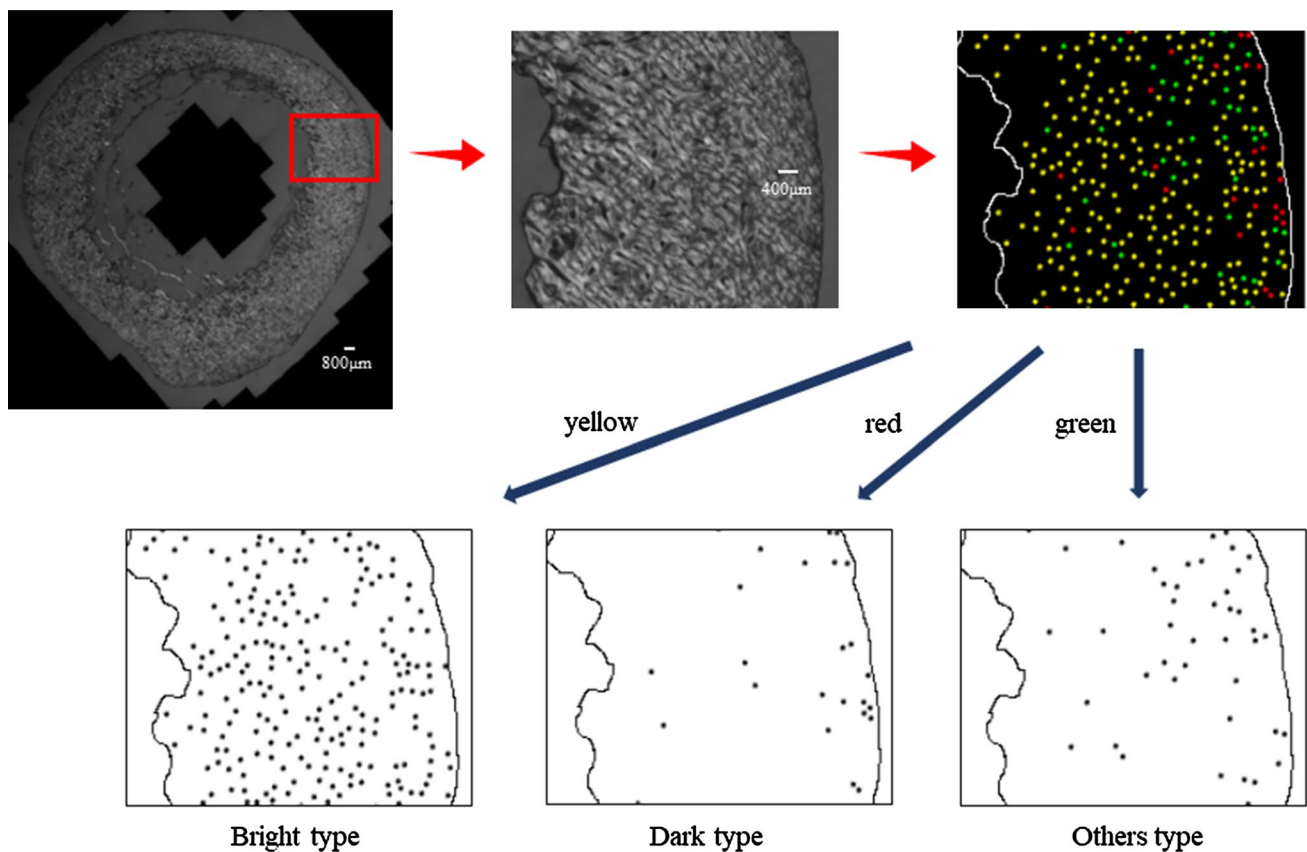 800μm
400μm
yellow
red
green
Bright type
Dark type
Others type